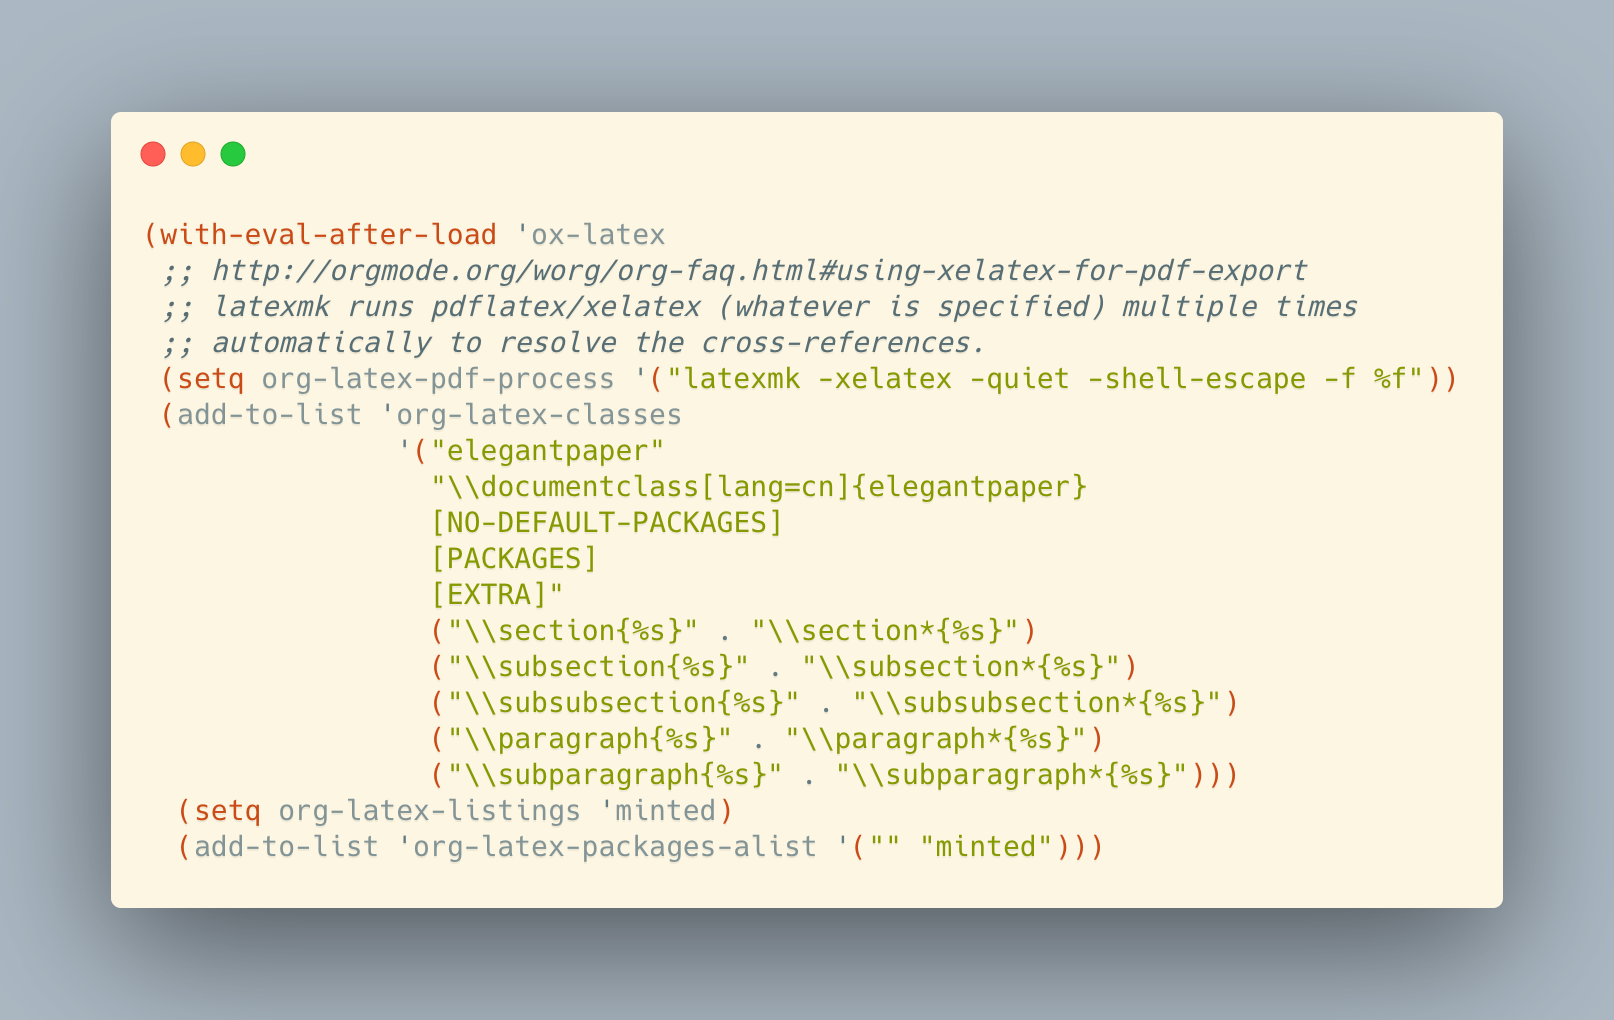 (with-eval-after-load 'ox-latex
 ;; http://orgmode.org/worg/org-faq.html#using-xelatex-for-pdf-export
 ;; latexmk runs pdflatex/xelatex (whatever is specified) multiple times
 ;; automatically to resolve the cross-references.
 (setq org-latex-pdf-process '("latexmk -xelatex -quiet -shell-escape -f %f"))
 (add-to-list 'org-latex-classes
               '("elegantpaper"
                 "\\documentclass[lang=cn]{elegantpaper}
                 [NO-DEFAULT-PACKAGES]
                 [PACKAGES]
                 [EXTRA]"
                 ("\\section{%s}" . "\\section*{%s}")
                 ("\\subsection{%s}" . "\\subsection*{%s}")
                 ("\\subsubsection{%s}" . "\\subsubsection*{%s}")
                 ("\\paragraph{%s}" . "\\paragraph*{%s}")
                 ("\\subparagraph{%s}" . "\\subparagraph*{%s}")))
  (setq org-latex-listings 'minted)
  (add-to-list 'org-latex-packages-alist '("" "minted")))